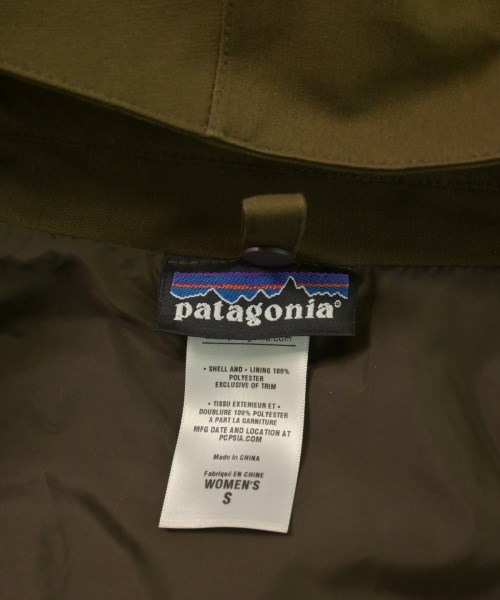 patagonia®
• SHELL AND • LINING 100%
POLYESTER
EXCLUSIVE OF TRIM
• TISSU EXTERIEUR ET •
DOUBLURE 100% POLYESTER
A PART LA GARNITURE
MFG DATE AND LOCATION AT
PCPSIA.COM
Made in CHINA
Fabriqué EN CHINE
WOMEN'S
S